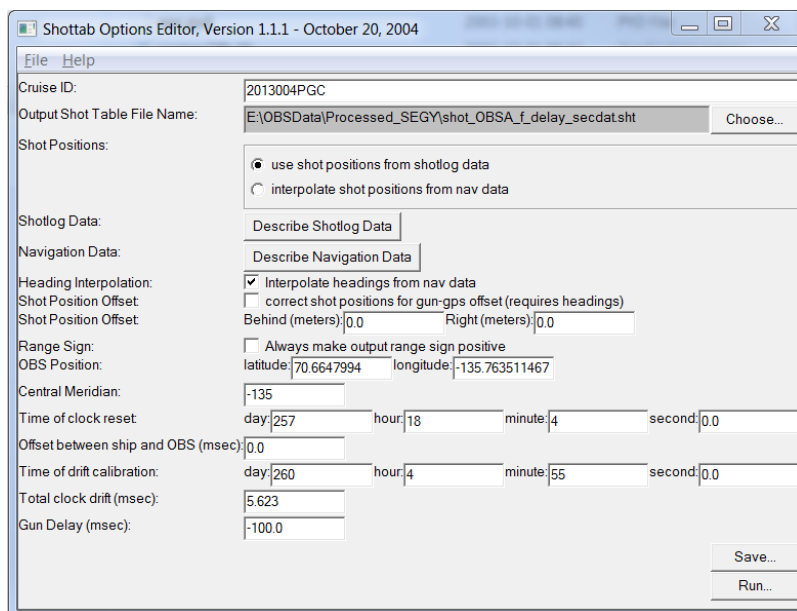 Shottab Options Editor, Version 1.1.1 - October 20, 2004
File Help
Cruise ID: 2013004PGC
Output Shot Table File Name: E:\OBSData\Processed_SEGY\shot_OBSA_f_delay_secdat.sht Choose...
Shot Positions:
use shot positions from shotlog data
interpolate shot positions from nav data
Shotlog Data: Describe Shotlog Data
Navigation Data: Describe Navigation Data
Heading Interpolation: Interpolate headings from nav data
Shot Position Offset: correct shot positions for gun-gps offset (requires headings)
Shot Position Offset: Behind (meters): 0.0 Right (meters): 0.0
Range Sign: Always make output range sign positive
OBS Position: latitude: 70.6647994 longitude: -135.763511467
Central Meridian: -135
Time of clock reset: day: 257 hour: 18 minute: 4 second: 0.0
Offset between ship and OBS (msec): 0.0
Time of drift calibration: day: 260 hour: 4 minute: 55 second: 0.0
Total clock drift (msec): 5.623
Gun Delay (msec): -100.0
Save...
Run...